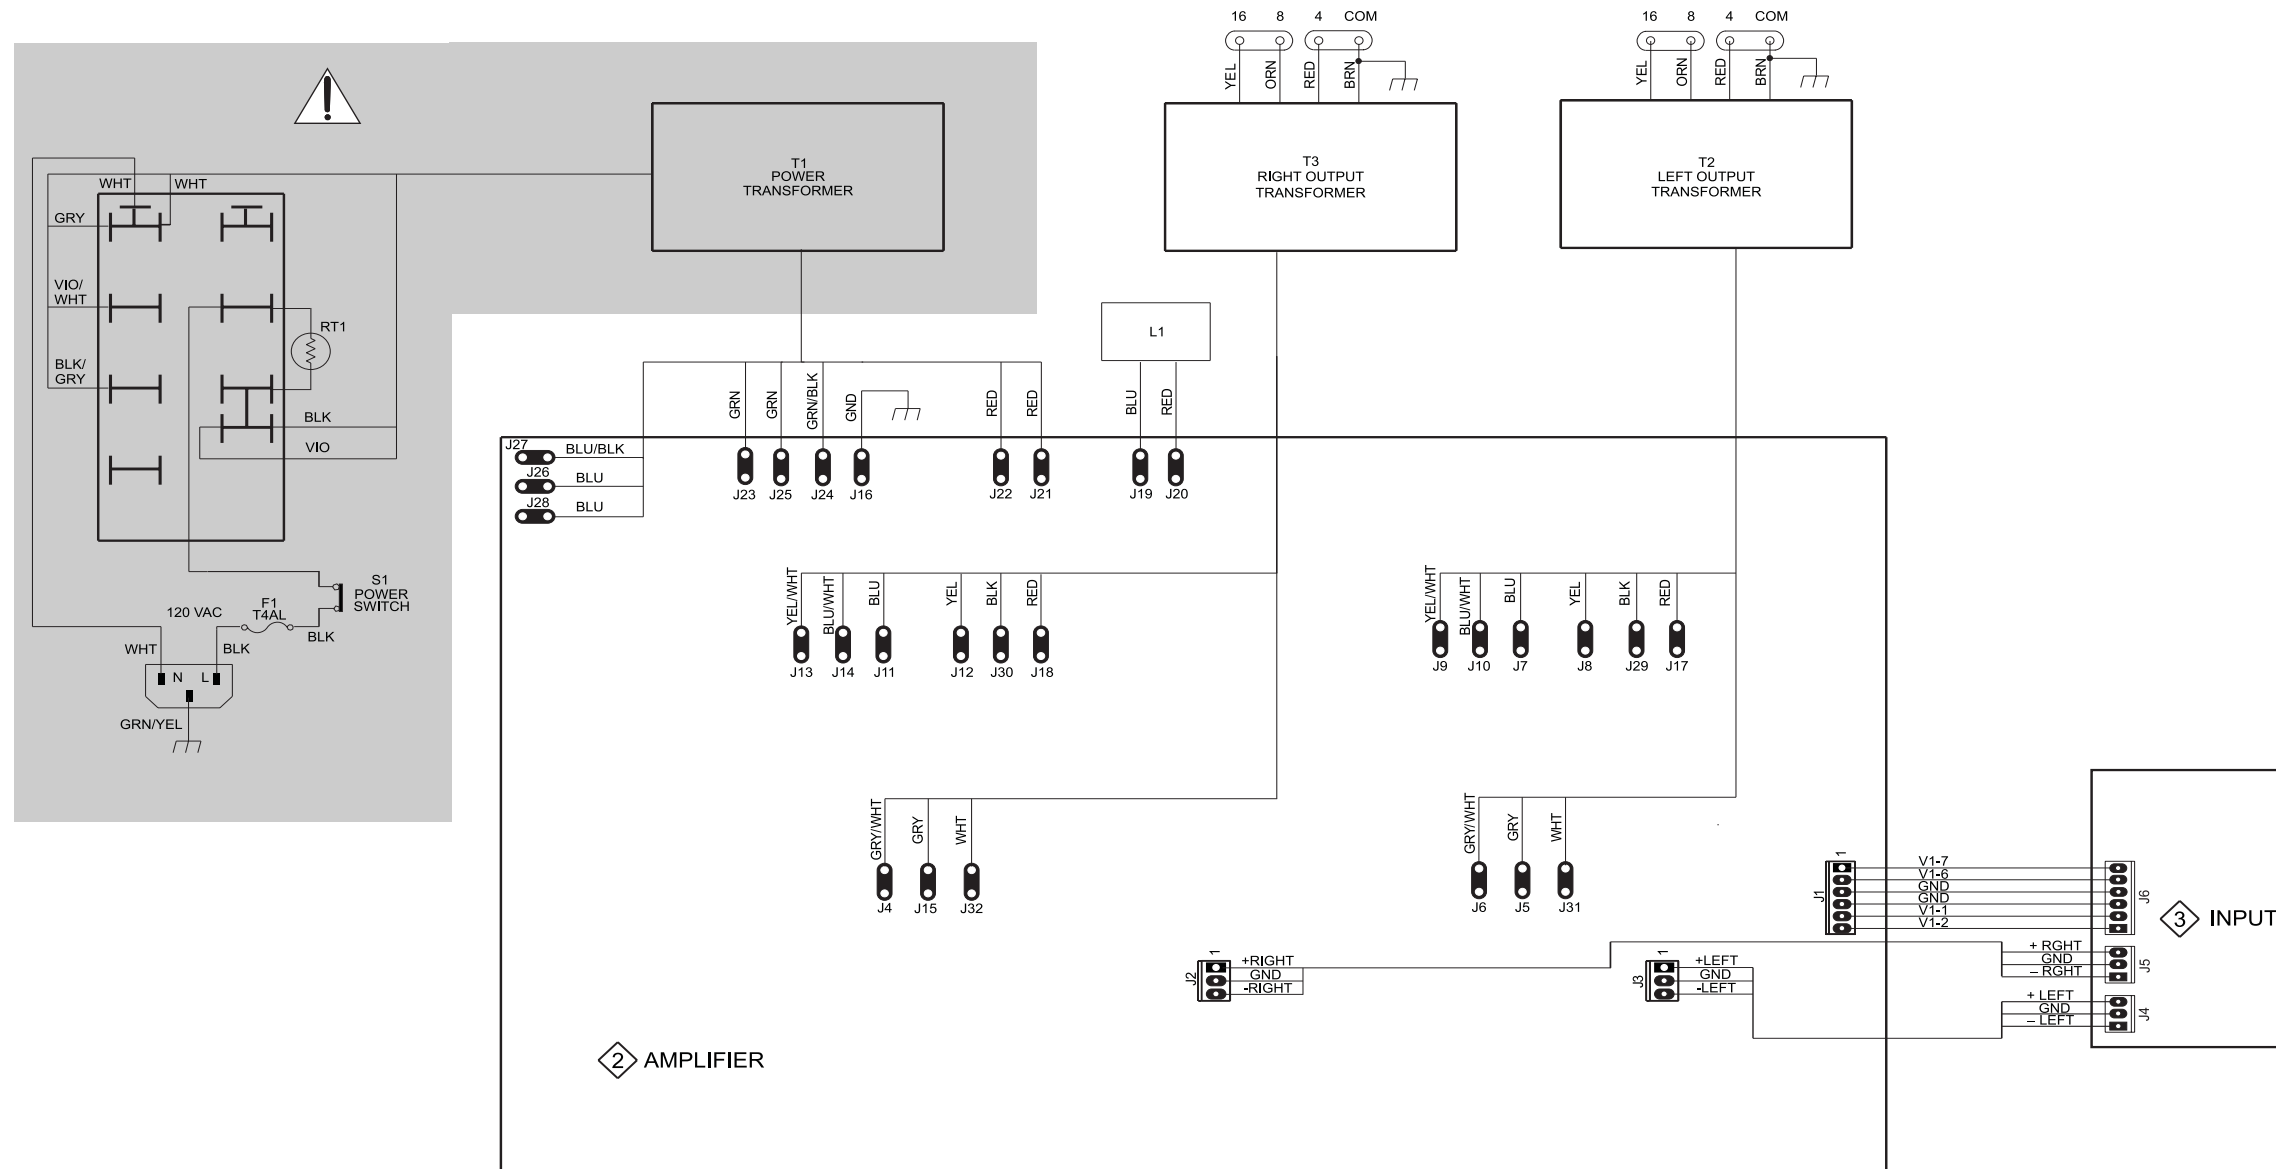 16 8 4 COM
16 8 4 COM
YEL ORN RED BRN
YEL ORN RED BRN
!
T1
POWER
TRANSFORMER
T3
RIGHT OUTPUT
TRANSFORMER
T2
LEFT OUTPUT
TRANSFORMER
WHT WHT
GRY
VIO/
WHT
RT1
BLK/
GRY
BLK
VIO
L1
GRN GRN GRN/BLK GND RED RED BLU RED
J27 BLU/BLK
J26 BLU
J28 BLU
J23 J25 J24 J16 J22 J21 J19 J20
S1
POWER
SWITCH
120 VAC
F1
T4AL
BLK
WHT BLK
N L
GRN/YEL
YEL/WHT BLU/WHT BLU YEL BLK RED
J13 J14 J11 J12 J30 J18
YEL/WHT BLU/WHT BLU YEL BLK RED
J9 J10 J7 J8 J29 J17
GRY/WHT GRY WHT
J4 J15 J32
GRY/WHT GRY WHT
J6 J5 J31
1
J1
V1-7
V1-6
GND
GND
V1-1
V1-2
J6
3 INPUT
1
J2
+RIGHT
GND
-RIGHT
1
J3
+LEFT
GND
-LEFT
+ RGHT
GND
– RGHT
J5
+ LEFT
GND
– LEFT
J4
2 AMPLIFIER